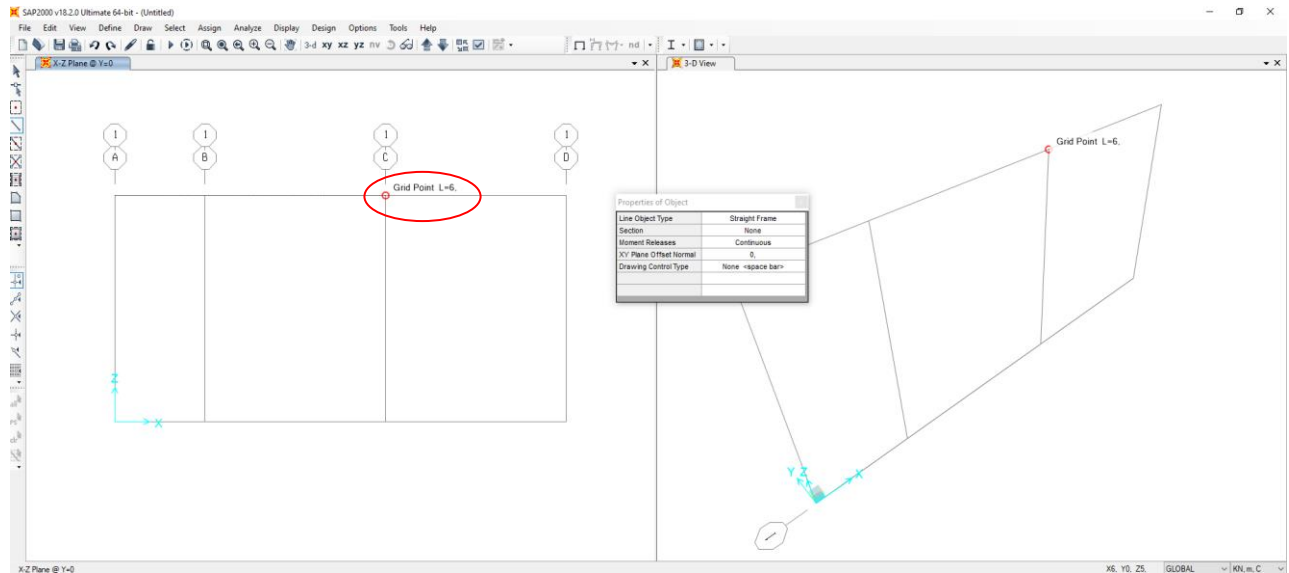 SAP2000 v18.2.0 Ultimate 64-bit - (Untitled)
File Edit View Define Draw Select Assign Analyze Display Design Options Tools Help
3-d xy xz yz nv nd
X-Z Plane @ Y=0
3-D View
1 1 1 1
A B C D
Grid Point L=6.
Z
X
Grid Point L=6.
Properties of Object
Line Object Type Straight Frame
Section None
Moment Releases Continuous
XY Plane Offset Normal 0,
Drawing Control Type None <space bar>
Y Z X
X-Z Plane @ Y=0 X6, Y0, Z5, GLOBAL KN, m, C